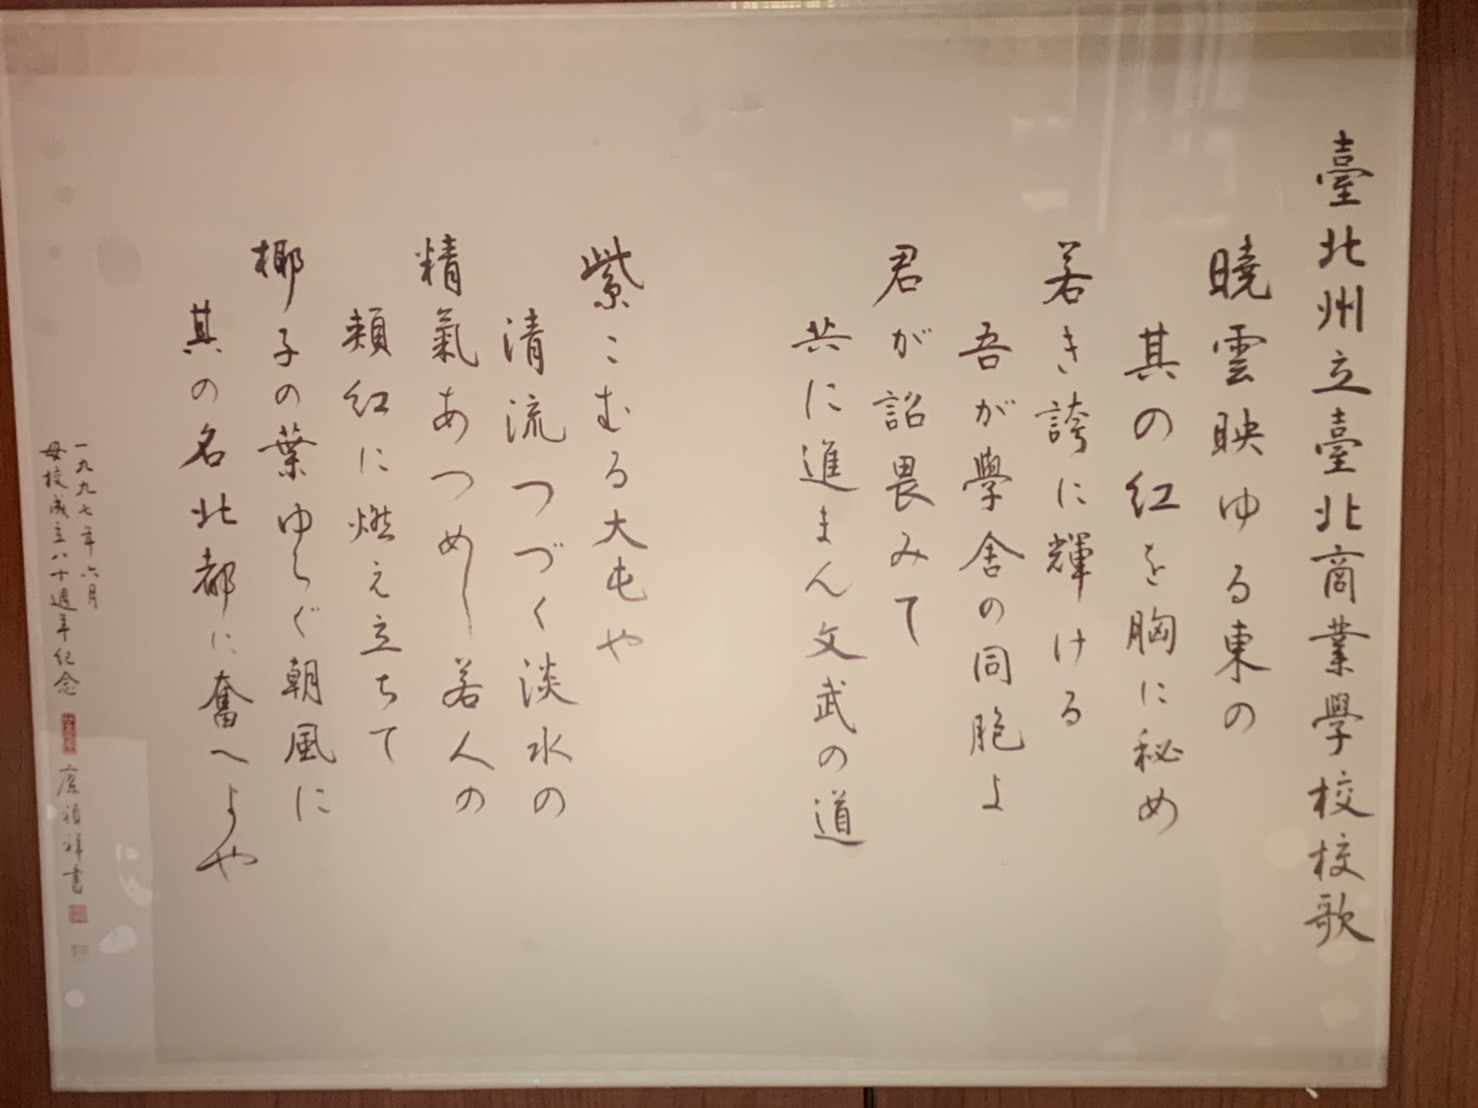 臺北州立臺北商業學校校歌
曉雲映ゆる東の
其の紅を胸に秘め
若き誇に輝ける
吾が學舎の同胞よ
君が詔畏みて
共に進まん文武の道
紫こむる大屯や
清流つづく淡水の
精氣あつめし若人の
頬紅に燃え立ちて
椰子の葉ゆらぐ朝風に
其の名北都に奮へよや
一九九七年六月
母校成立八十週年紀念
禎祥書